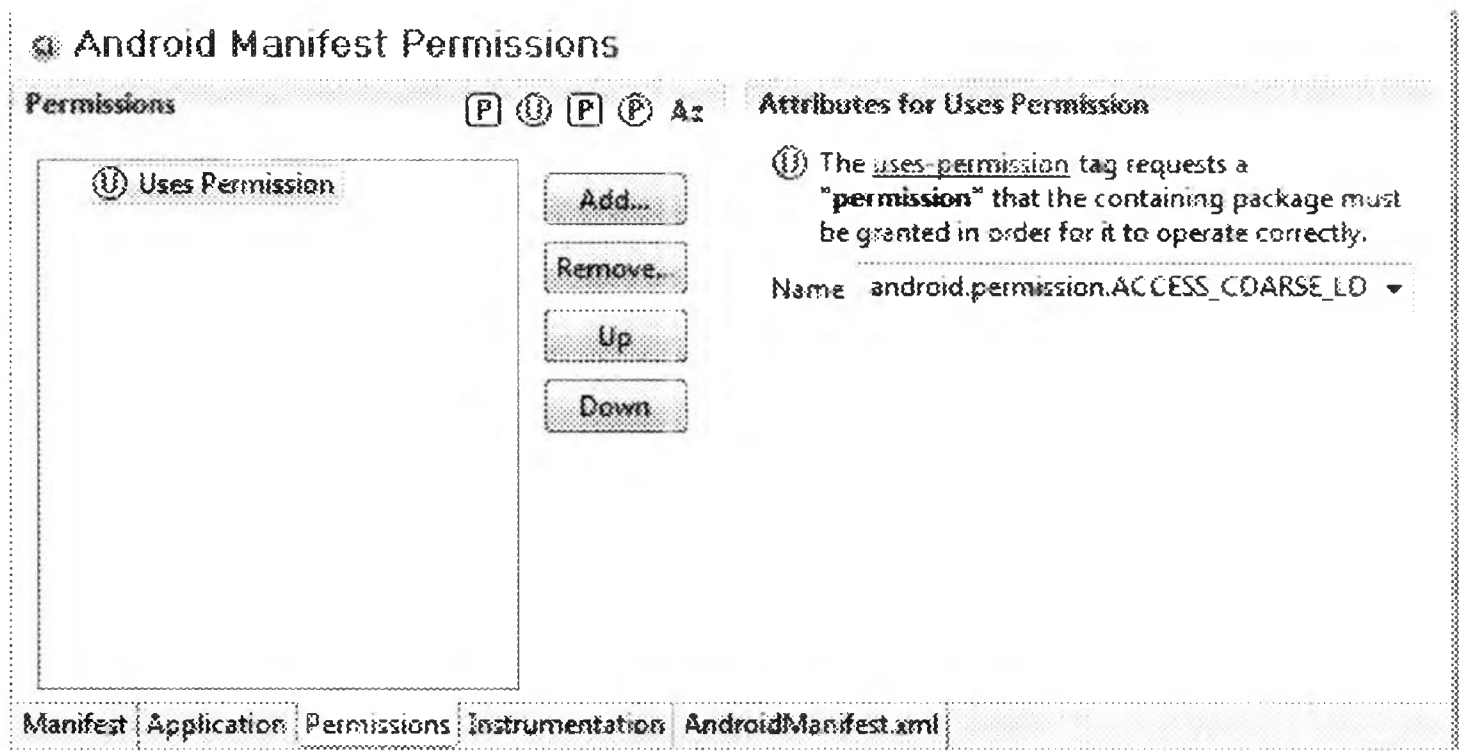 Android Manifest Permissions
Permissions
P U P P Az
Uses Permission
Add...
Remove...
Up
Down
Attributes for Uses Permission
U The uses-permission tag requests a
"permission" that the containing package must
be granted in order for it to operate correctly.
Name android.permission.ACCESS_COARSE_LO
Manifest Application Permissions Instrumentation AndroidManifest.xml